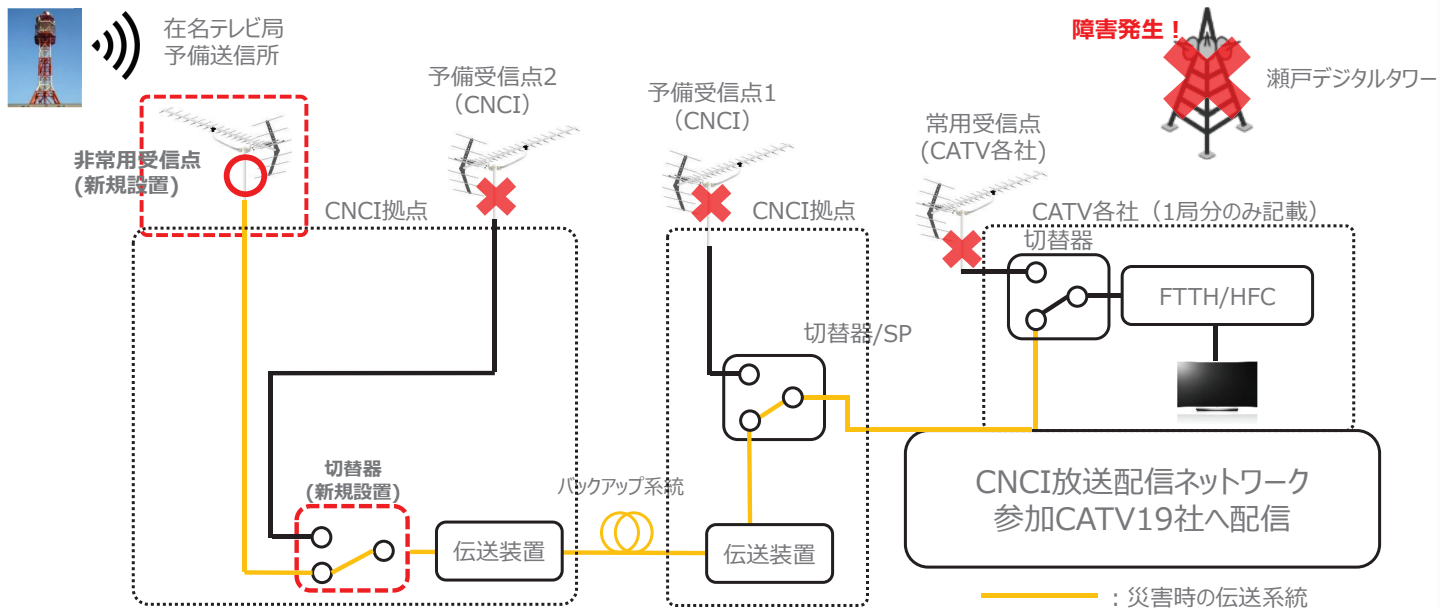 在名テレビ局
予備送信所
障害発生！
瀬戸デジタルタワー
予備受信点2
（CNCI）
予備受信点1
（CNCI）
常用受信点
(CATV各社)
非常用受信点
(新規設置)
CNCI拠点
CNCI拠点
CATV各社（1局分のみ記載）
切替器
FTTH/HFC
切替器/SP
切替器
(新規設置)
バックアップ系統
伝送装置
伝送装置
CNCI放送配信ネットワーク
参加CATV19社へ配信
：災害時の伝送系統